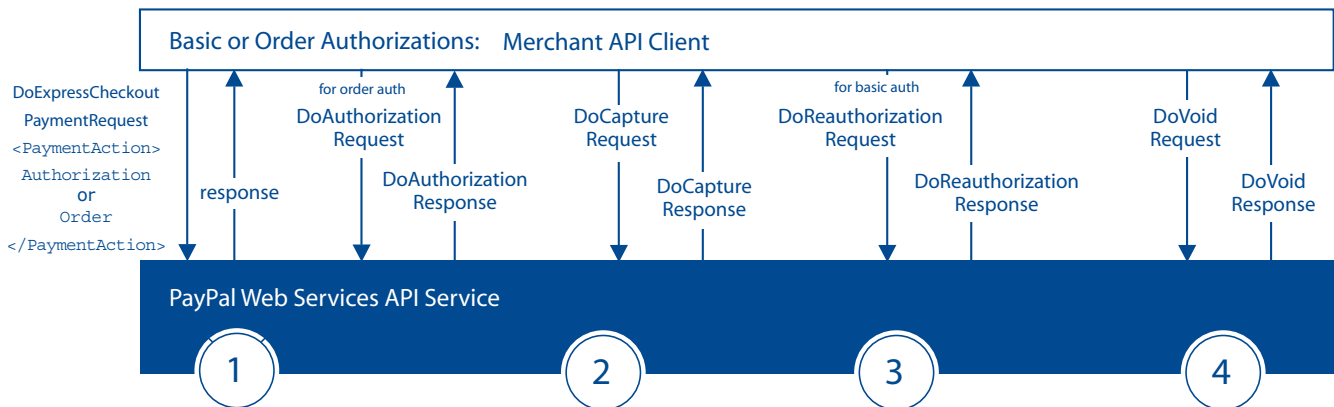 Basic or Order Authorizations: Merchant API Client
DoExpressCheckout
PaymentRequest
<PaymentAction>
Authorization
or
Order
</PaymentAction>
response
for order auth
DoAuthorization
Request
DoAuthorization
Response
DoCapture
Request
DoCapture
Response
for basic auth
DoReauthorization
Request
DoReauthorization
Response
DoVoid
Request
DoVoid
Response
PayPal Web Services API Service
1
2
3
4